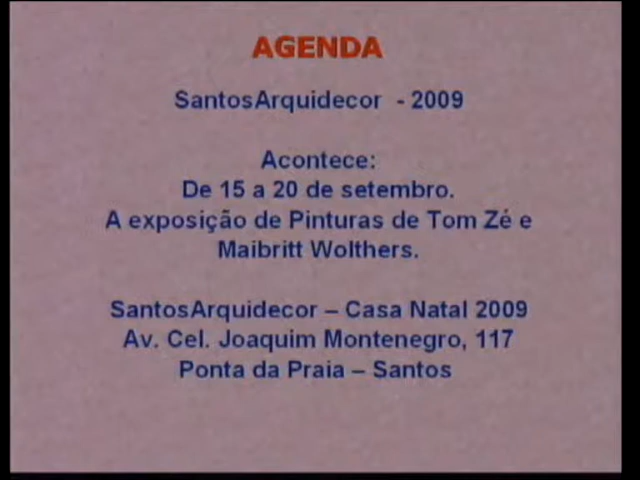 AGENDA
SantosArquidecor - 2009
Acontece:
De 15 a 20 de setembro.
A exposição de Pinturas de Tom Zé e
Maibritt Wolthers.
SantosArquidecor – Casa Natal 2009
Av. Cel. Joaquim Montenegro, 117
Ponta da Praia – Santos